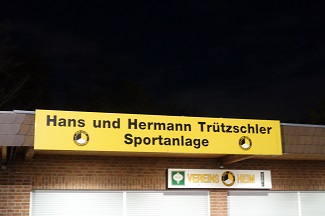 Hans und Hermann Trützschler
Sportanlage
VEREINS HEIM